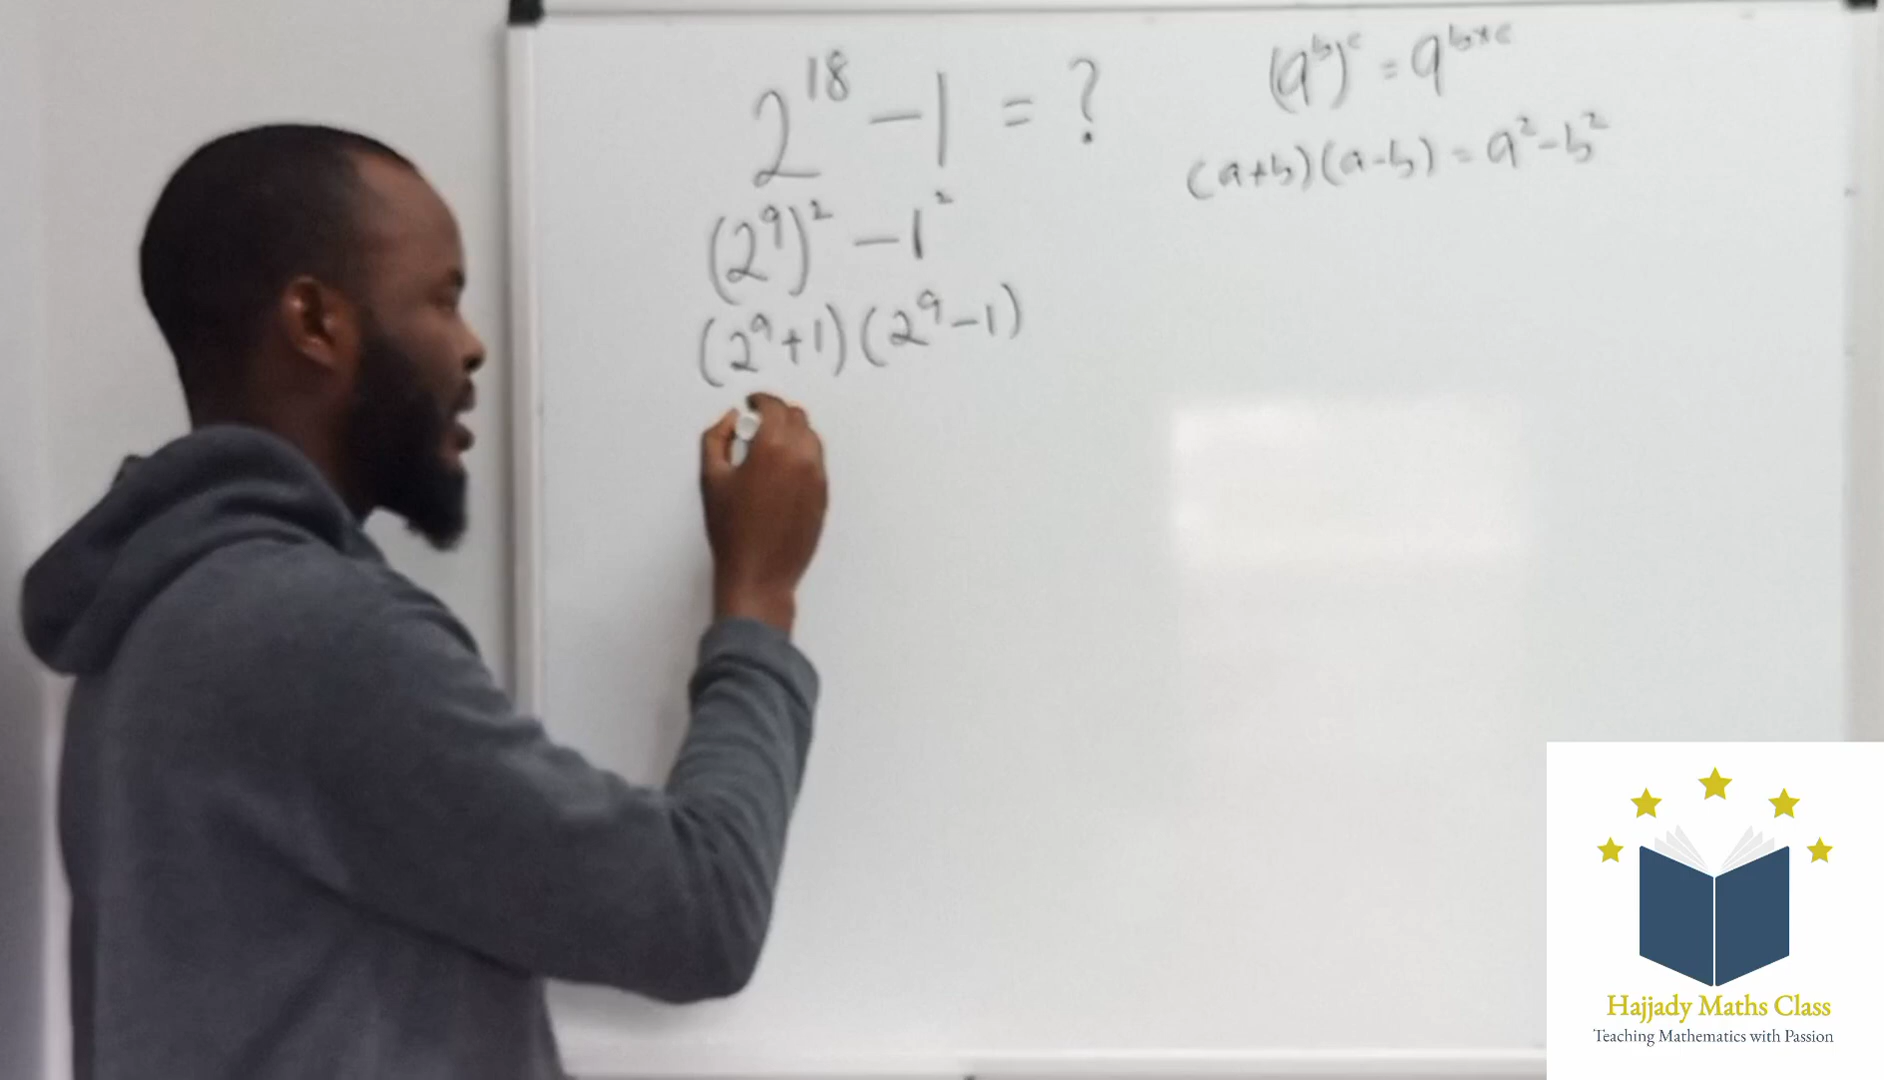 2^18 - 1 = ?
(2^9)^2 - 1^2
(2^9+1)(2^9-1)
(a^b)^c = a^b*c
(a+b)(a-b) = a^2-b^2
Hajjady Maths Class
Teaching Mathematics with Passion